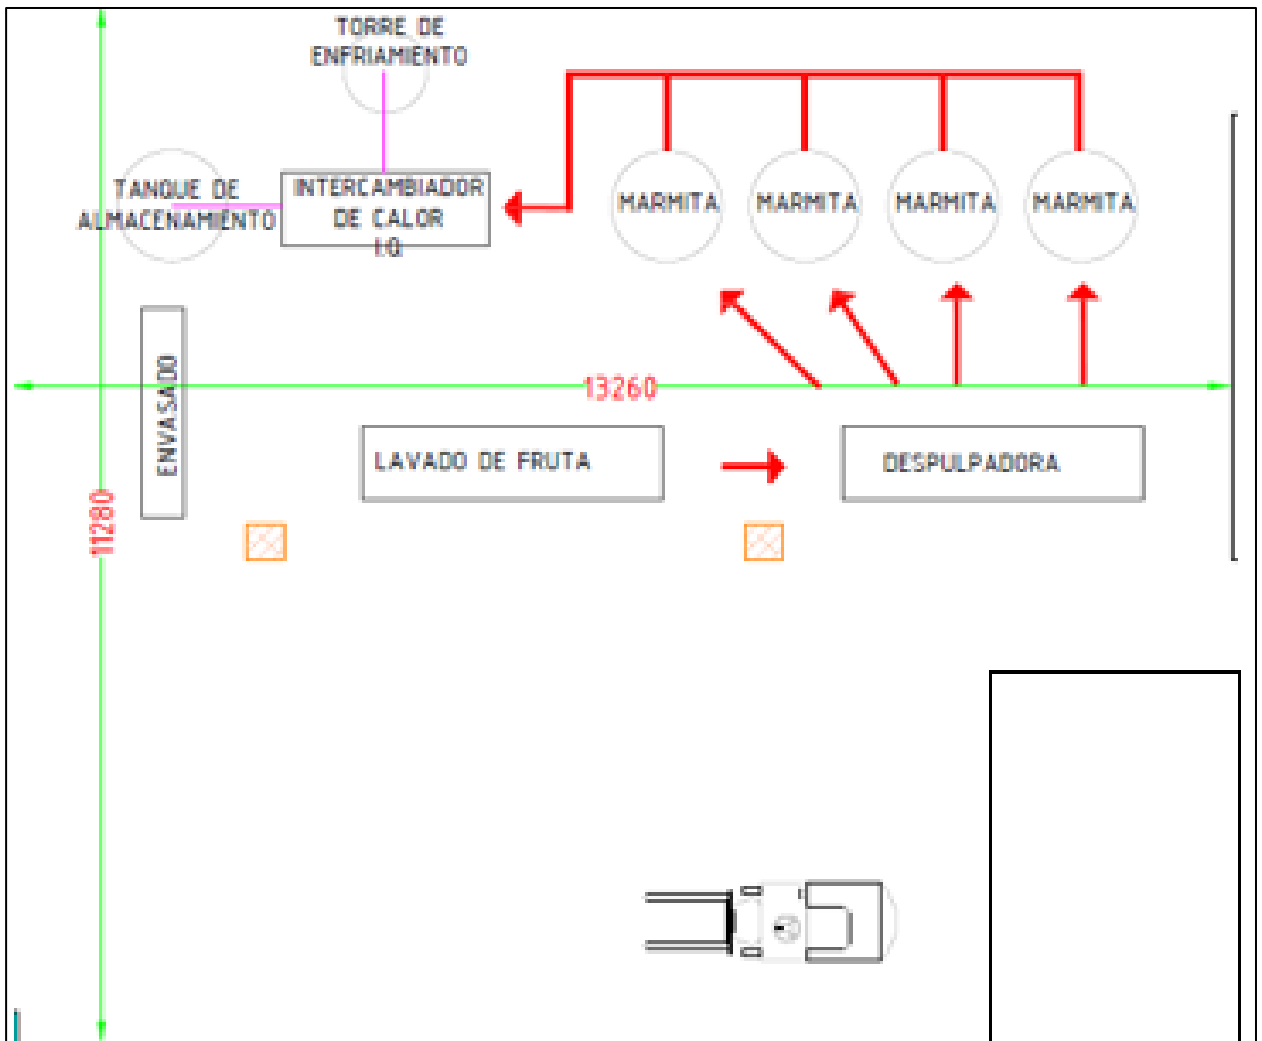 TORRE DE
ENFRIAMIENTO
TANQUE DE
ALMACENAMIENTO
INTERCAMBIADOR
DE CALOR
I.Q
MARMITA
MARMITA
MARMITA
MARMITA
13260
ENVASADO
LAVADO DE FRUTA
DESPULPADORA
11280